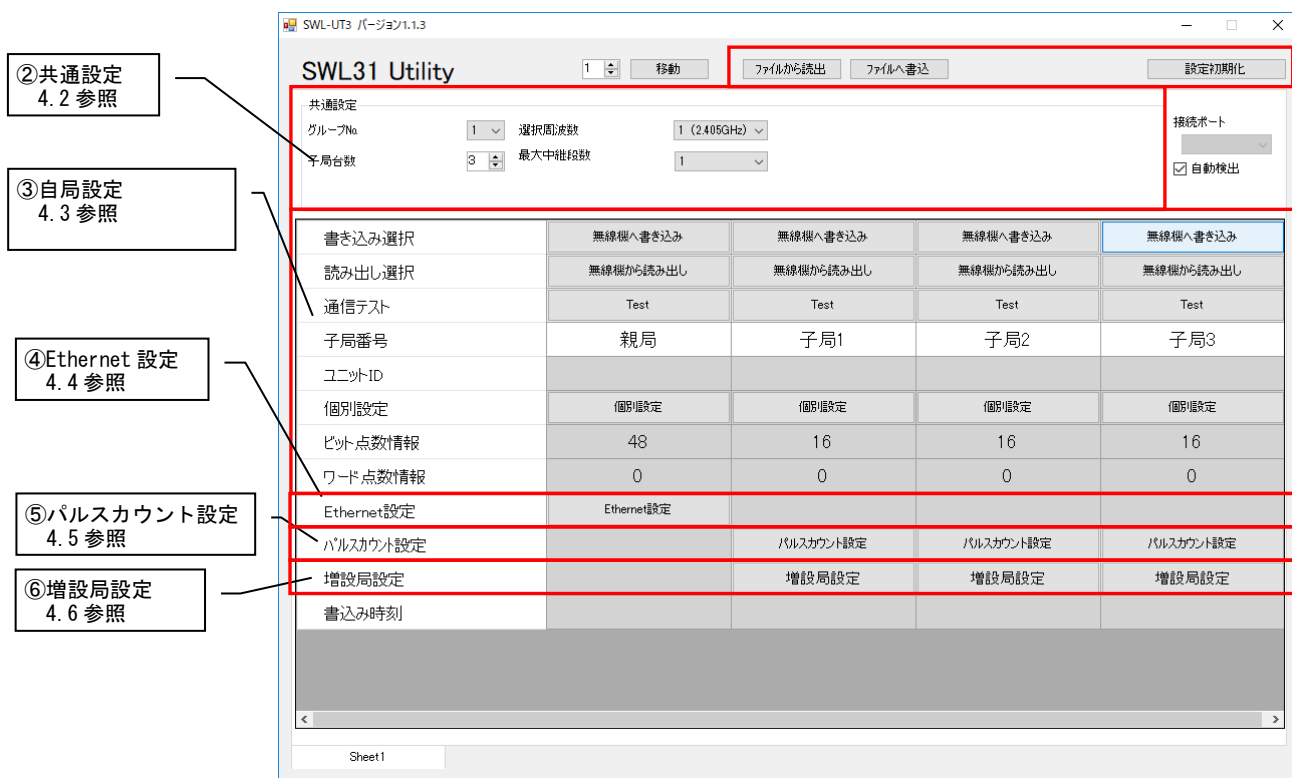 SWL-UT3 バージョン1.1.3
SWL31 Utility
1
移動
ファイルから読出
ファイルへ書込
設定初期化
②共通設定
4.2 参照
共通設定
グループNo.
1
選択周波数
1 (2.405GHz)
子局台数
3
最大中継段数
1
接続ポート
自動検出
③自局設定
4.3 参照
書き込み選択 無線機へ書き込み 無線機へ書き込み 無線機へ書き込み 無線機へ書き込み
読み出し選択 無線機から読み出し 無線機から読み出し 無線機から読み出し 無線機から読み出し
通信テスト Test Test Test Test
子局番号 親局 子局1 子局2 子局3
ユニットID
個別設定 個別設定 個別設定 個別設定 個別設定
ビット点数情報 48 16 16 16
ワード点数情報 0 0 0 0
④Ethernet 設定
4.4 参照
Ethernet設定 Ethernet設定
⑤パルスカウント設定
4.5 参照
パルスカウント設定 パルスカウント設定 パルスカウント設定 パルスカウント設定
⑥増設局設定
4.6 参照
増設局設定 増設局設定 増設局設定 増設局設定
書込み時刻
Sheet1